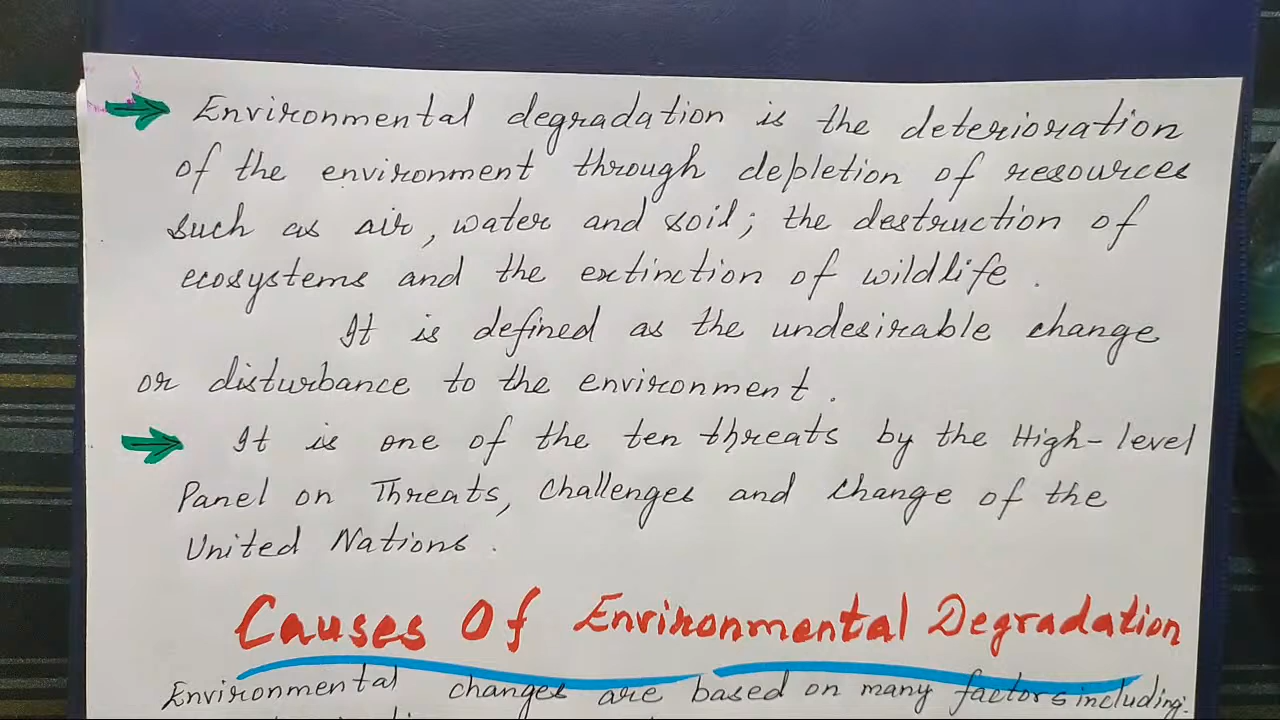 Environmental degradation is the deterioration
of the environment through depletion of resources
such as air, water and soil; the destruction of
ecosystems and the extinction of wildlife.
It is defined as the undesirable change
or disturbance to the environment.
It is one of the ten threats by the High-level
Panel on Threats, Challenges and Change of the
United Nations.
Causes Of Environmental Degradation
Environmental changes are based on many factors including: